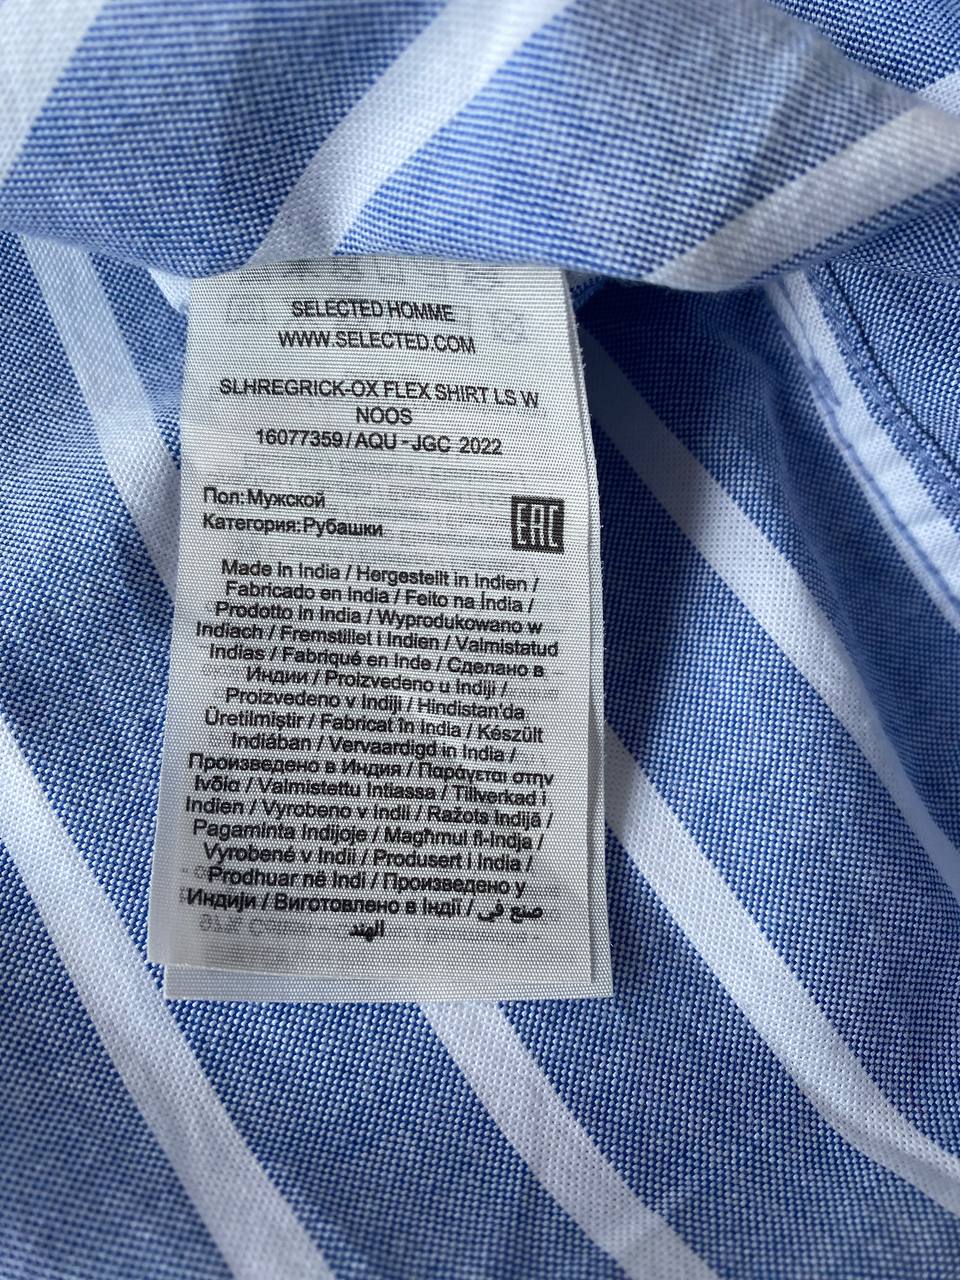 SELECTED HOMME
WWW.SELECTED.COM
SLHREGRICK-OX FLEX SHIRT LS W
NOOS
16077359 / AQU - JGC 2022
Пол:Мужской
Категория:Рубашки
EAC
Made in India / Hergestellt in Indien /
Fabricado en India / Feito na Índia /
Prodotto in India / Wyprodukowano w
Indiach / Fremstillet i Indien / Valmistatud
Indias / Fabriqué en Inde / Сделано в
Индии / Proizvedeno u Indiji /
Proizvedeno v Indiji / Hindistan'da
Üretilmiştir / Fabricat în India / Készült
Indiában / Vervaardigd in India /
Произведено в Индия / Παράγεται στην
Ινδία / Valmistettu Intiassa / Tillverkad i
Indien / Vyrobeno v Indii / Ražots Indijā /
Pagaminta Indijoje / Magħmul fl-Indja /
Vyrobené v Indii / Produsert i India /
Prodhuar në Indi / Произведено у
Индији / Виготовлено в Індії / صنع في
الهند